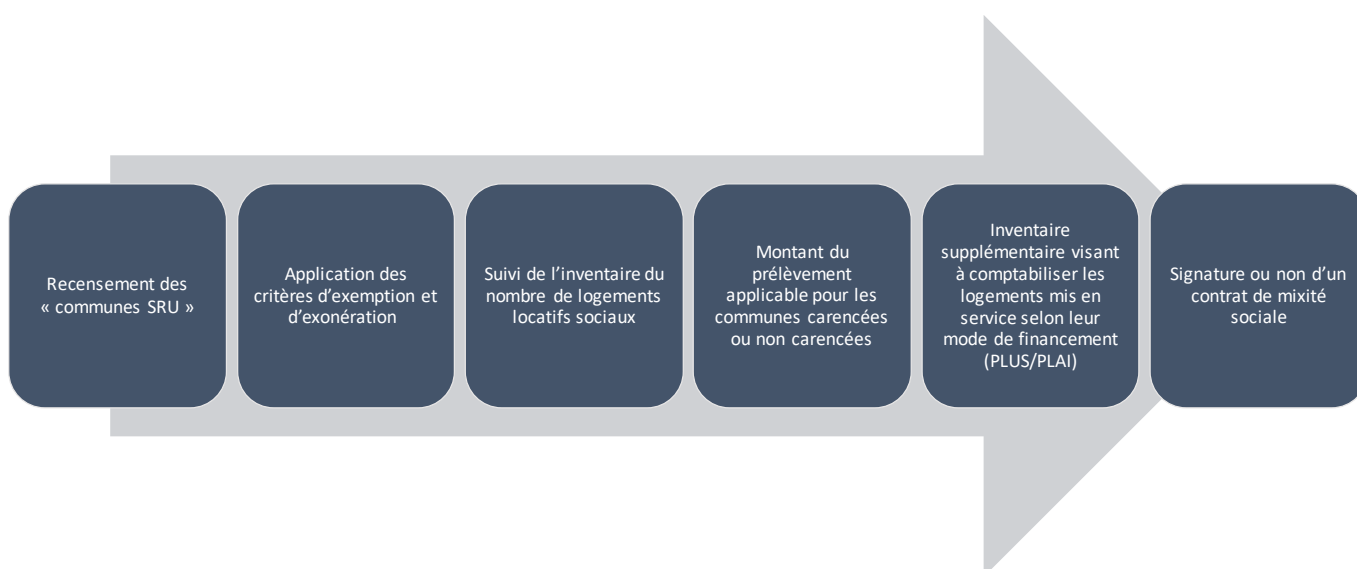 Recensement des
« communes SRU »
Application des
critères d’exemption et
d’exonération
Suivi de l’inventaire du
nombre de logements
locatifs sociaux
Montant du
prélèvement
applicable pour les
communes carencées
ou non carencées
Inventaire
supplémentaire visant
à comptabiliser les
logements mis en
service selon leur
mode de financement
(PLUS/PLAI)
Signature ou non d’un
contrat de mixité
sociale